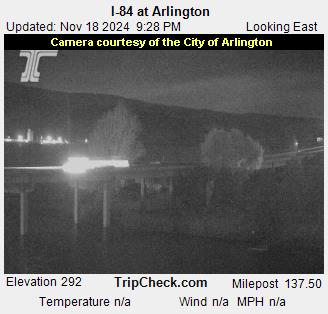 I-84 at Arlington
Updated: Nov 18 2024 9:28 PM Looking East
Camera courtesy of the City of Arlington
Elevation 292 TripCheck.com Milepost 137.50
Temperature n/a Wind n/a MPH n/a